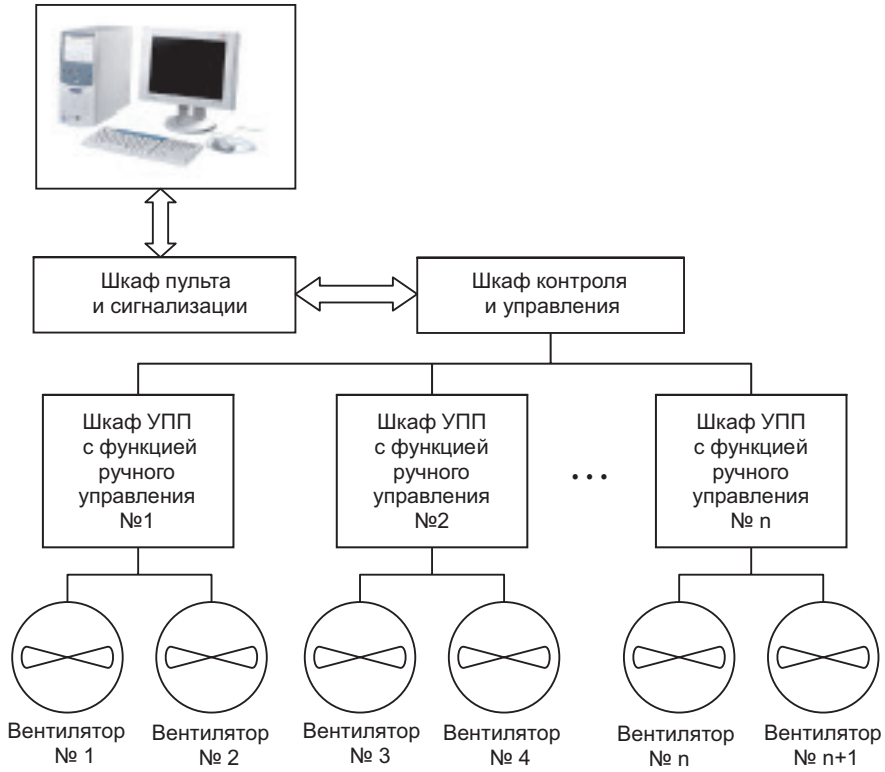 Шкаф пульта
и сигнализации
Шкаф контроля
и управления
Шкаф УПП
с функцией
ручного
управления
№1
Шкаф УПП
с функцией
ручного
управления
№2
...
Шкаф УПП
с функцией
ручного
управления
№ n
Вентилятор
№ 1
Вентилятор
№ 2
Вентилятор
№ 3
Вентилятор
№ 4
Вентилятор
№ n
Вентилятор
№ n+1